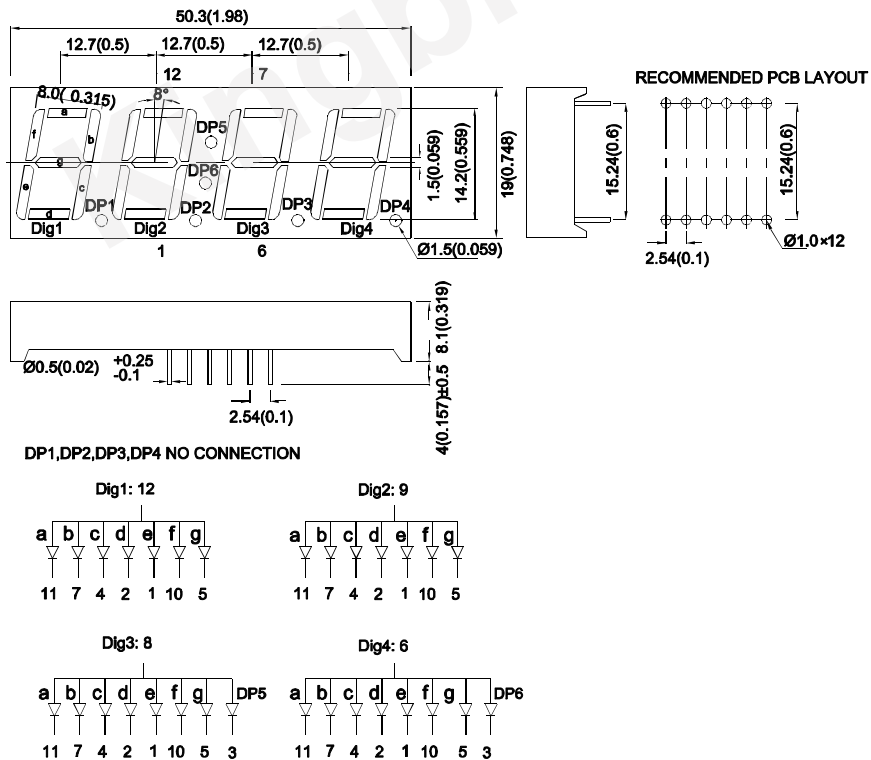 50.3(1.98)
12.7(0.5) 12.7(0.5) 12.7(0.5)
12 7
RECOMMENDED PCB LAYOUT
8.0( 0.315) 8°
a
f b
g
e c
d
DP5
DP6
DP1 DP2 DP3 DP4
Dig1 Dig2 Dig3 Dig4
1 6
Ø1.5(0.059)
1.5(0.059)
14.2(0.559)
19(0.748)
15.24(0.6)
15.24(0.6)
2.54(0.1)
Ø1.0×12
Ø0.5(0.02) +0.25
-0.1
2.54(0.1)
8.1(0.319)
4(0.157)±0.5
DP1,DP2,DP3,DP4 NO CONNECTION
Dig1: 12
a b c d e f g
11 7 4 2 1 10 5
Dig2: 9
a b c d e f g
11 7 4 2 1 10 5
Dig3: 8
a b c d e f g DP5
11 7 4 2 1 10 5 3
Dig4: 6
a b c d e f g DP6
11 7 4 2 1 10 5 3